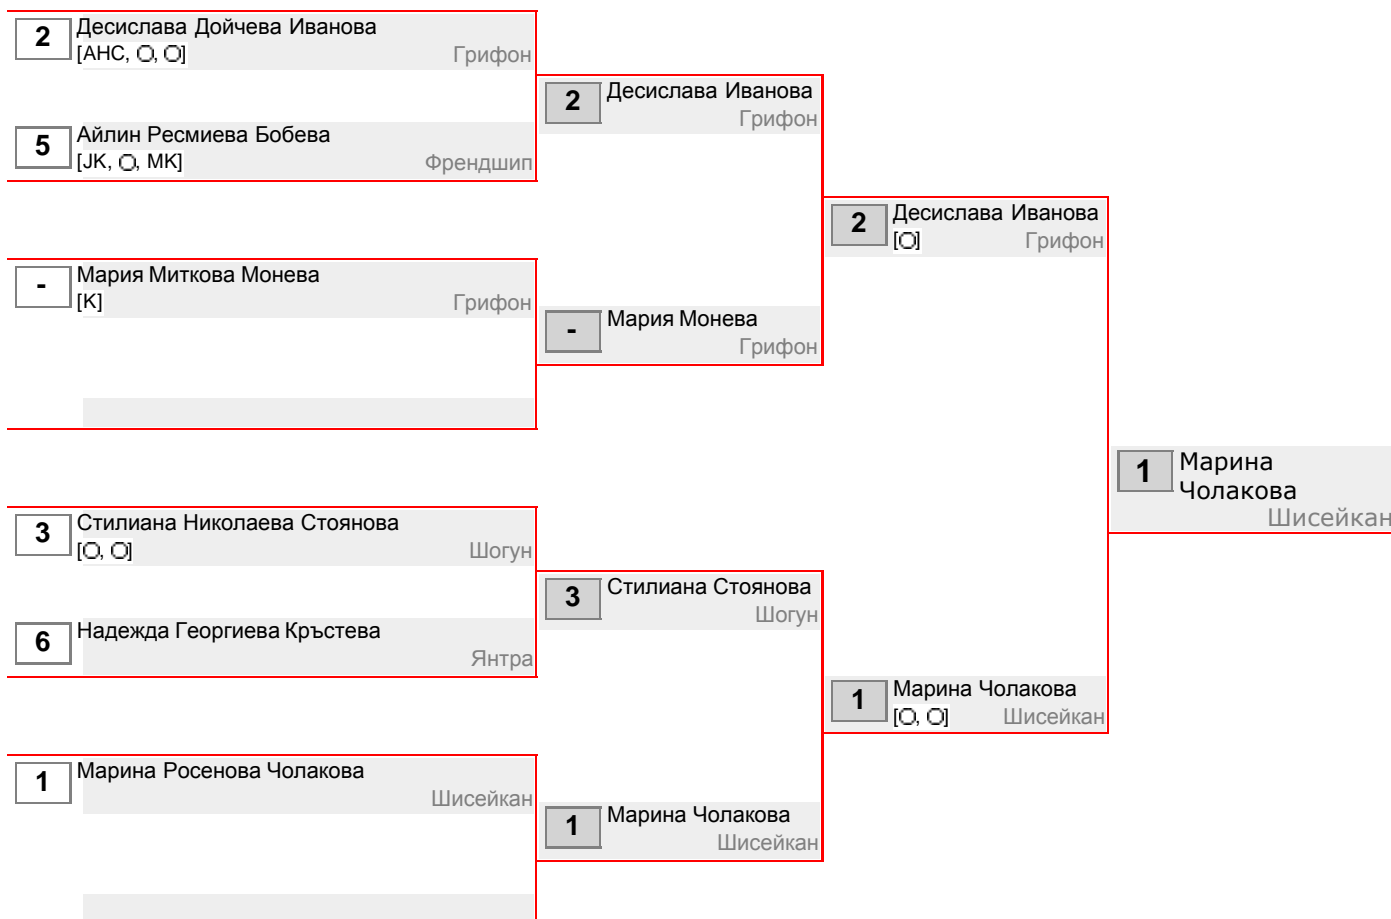 2 Десислава Дойчева Иванова
[АНС, O, O] Грифон
5 Айлин Ресмиева Бобева
[JK, O, MK] Френдшип
- Мария Миткова Монева
[K] Грифон
3 Стилиана Николаева Стоянова
[O, O] Шогун
6 Надежда Георгиева Кръстева
Янтра
1 Марина Росенова Чолакова
Шисейкан
2 Десислава Иванова
Грифон
- Мария Монева
Грифон
3 Стилиана Стоянова
Шогун
1 Марина Чолакова
Шисейкан
2 Десислава Иванова
[O] Грифон
1 Марина Чолакова
[O, O] Шисейкан
1 Марина
Чолакова
Шисейкан